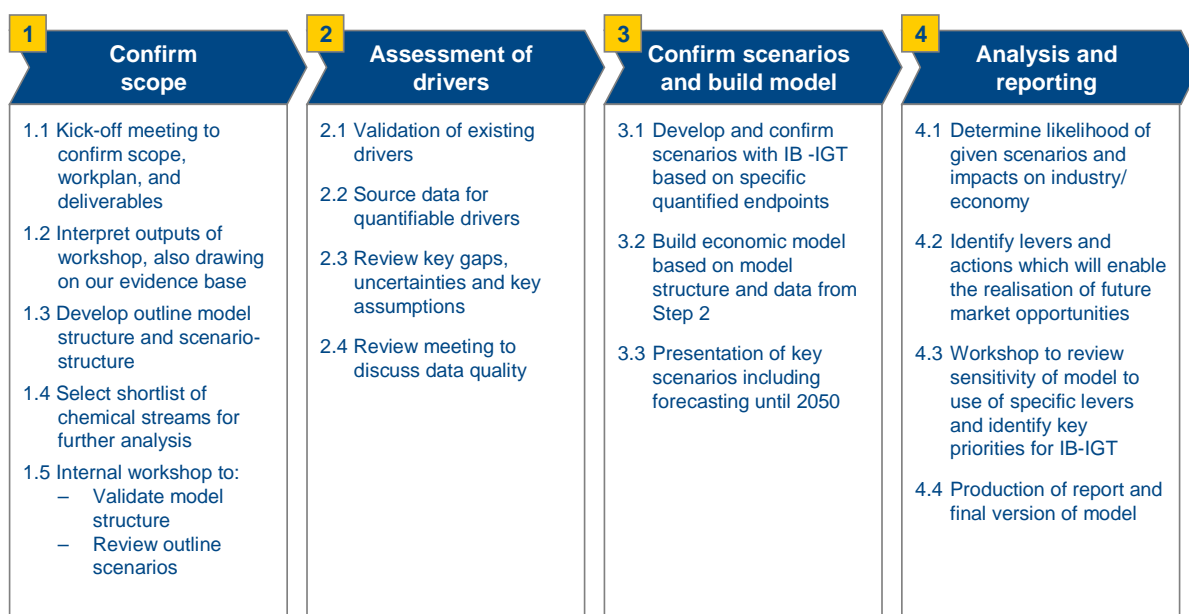 1
Confirm
scope
1.1 Kick-off meeting to
confirm scope,
workplan, and
deliverables
1.2 Interpret outputs of
workshop, also drawing
on our evidence base
1.3 Develop outline model
structure and scenario-
structure
1.4 Select shortlist of
chemical streams for
further analysis
1.5 Internal workshop to:
– Validate model
structure
– Review outline
scenarios
2
Assessment of
drivers
2.1 Validation of existing
drivers
2.2 Source data for
quantifiable drivers
2.3 Review key gaps,
uncertainties and key
assumptions
2.4 Review meeting to
discuss data quality
3
Confirm scenarios
and build model
3.1 Develop and confirm
scenarios with IB -IGT
based on specific
quantified endpoints
3.2 Build economic model
based on model
structure and data from
Step 2
3.3 Presentation of key
scenarios including
forecasting until 2050
4
Analysis and
reporting
4.1 Determine likelihood of
given scenarios and
impacts on industry/
economy
4.2 Identify levers and
actions which will enable
the realisation of future
market opportunities
4.3 Workshop to review
sensitivity of model to
use of specific levers
and identify key
priorities for IB-IGT
4.4 Production of report and
final version of model